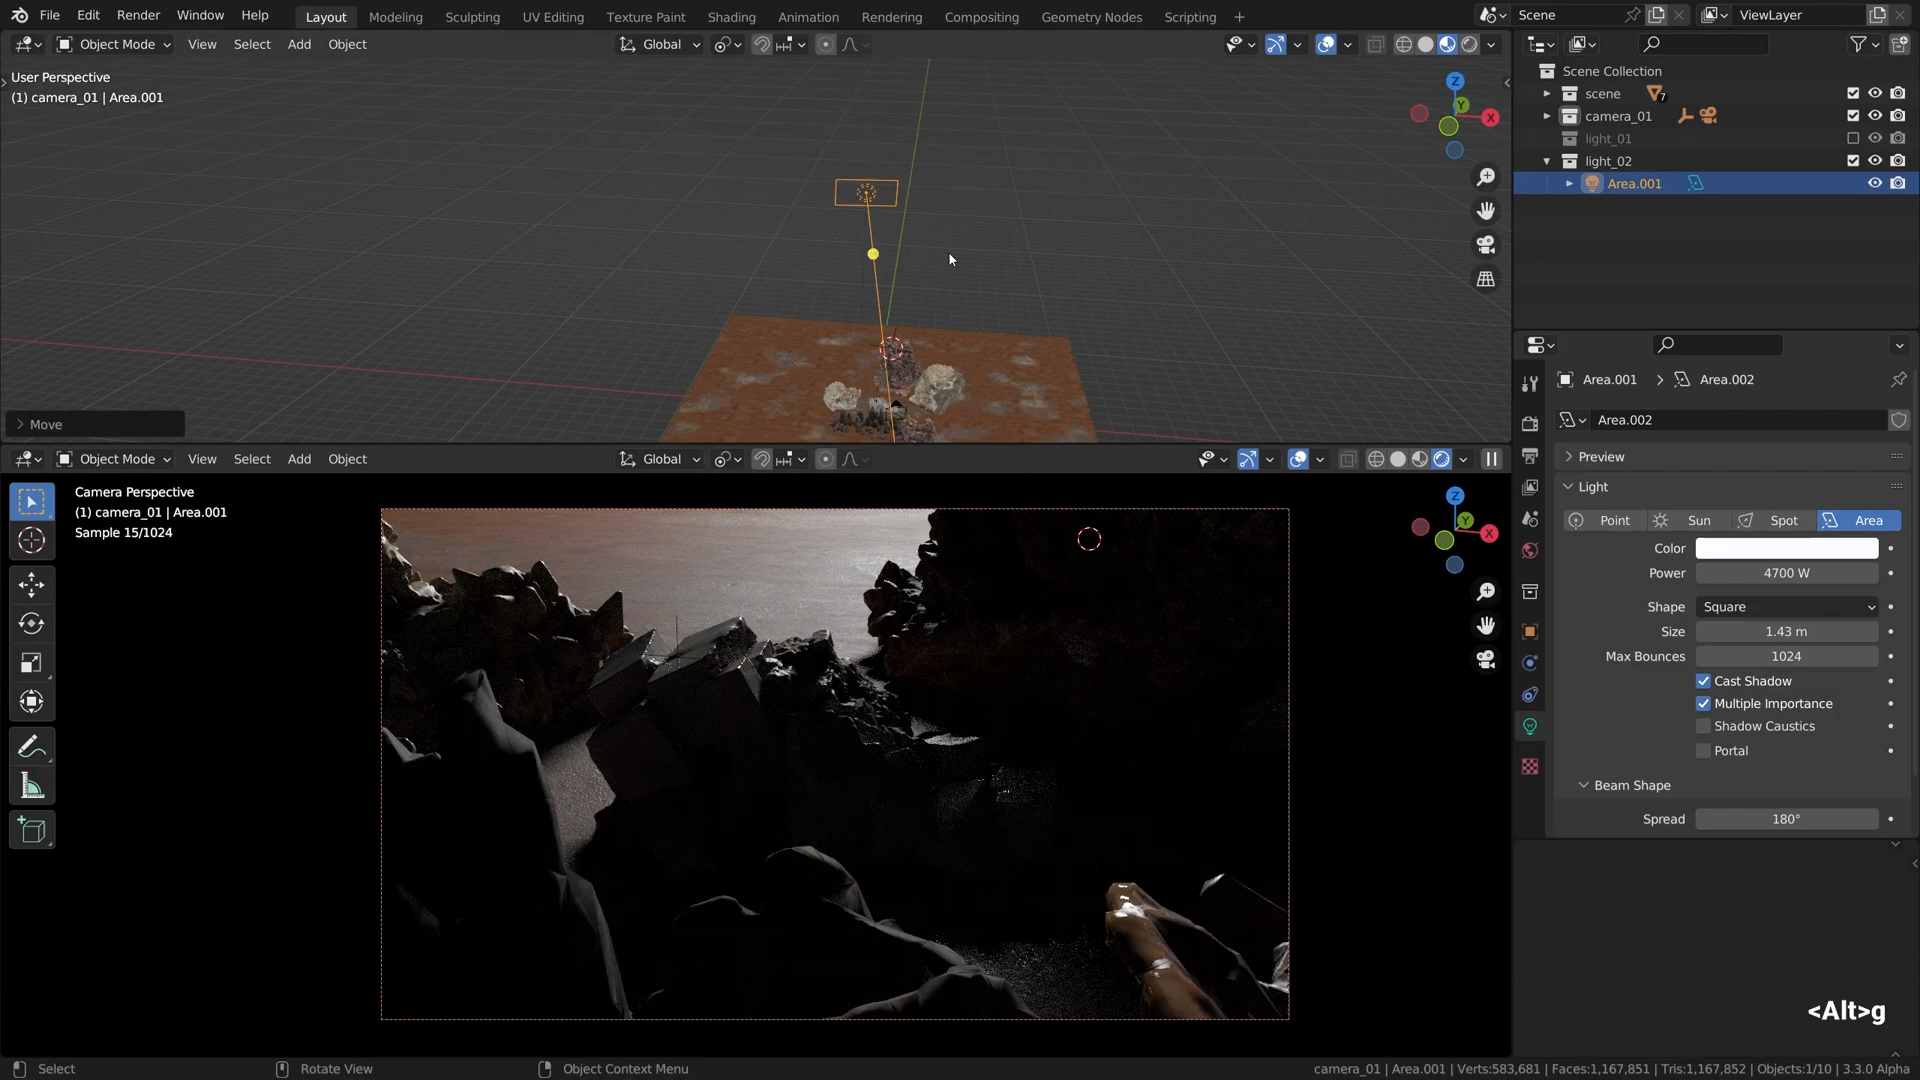 File Edit Render Window Help Layout Modeling Sculpting UV Editing Texture Paint Shading Animation Rendering Compositing Geometry Nodes Scripting + Scene ViewLayer
Object Mode View Select Add Object Global
User Perspective
(1) camera_01 | Area.001
Z
Y
X
> Move
Scene Collection
scene 7
camera_01
light_01
light_02
Area.001
Area.001 > Area.002
Area.002
Preview
Light
Point Sun Spot Area
Color
Power 4700 W
Shape Square
Size 1.43 m
Max Bounces 1024
Cast Shadow
Multiple Importance
Shadow Caustics
Portal
Beam Shape
Spread 180°
Object Mode View Select Add Object Global
Camera Perspective
(1) camera_01 | Area.001
Sample 15/1024
Z
Y
X
<Alt>g
Select Rotate View Object Context Menu camera_01 | Area.001 | Verts:583,681 | Faces:1,167,851 | Tris:1,167,852 | Objects:1/10 | 3.3.0 Alpha